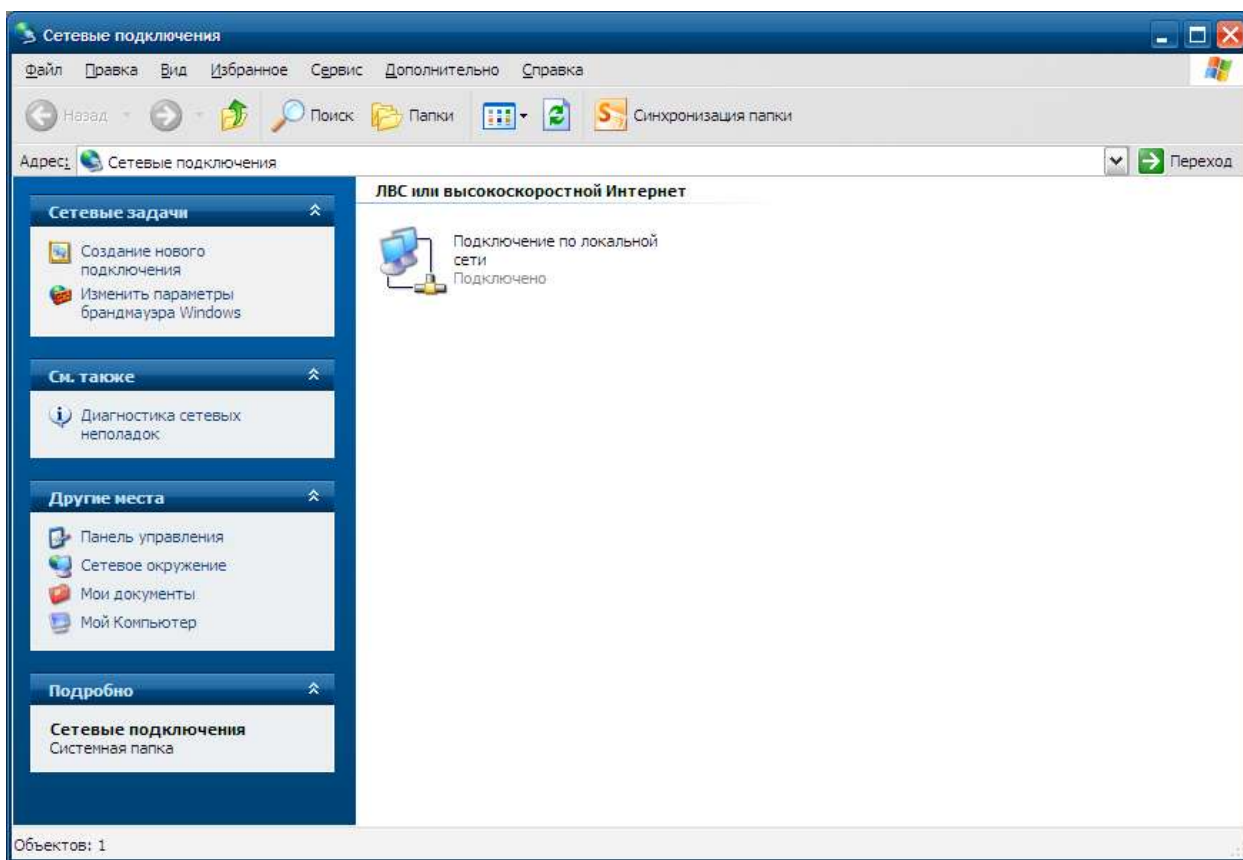 Сетевые подключения
Файл Правка Вид Избранное Сервис Дополнительно Справка
Назад Поиск Папки Синхронизация папки
Адрес: Сетевые подключения Переход
Сетевые задачи
Создание нового
подключения
Изменить параметры
брандмауэра Windows
См. также
Диагностика сетевых
неполадок
Другие места
Панель управления
Сетевое окружение
Мои документы
Мой Компьютер
Подробно
Сетевые подключения
Системная папка
ЛВС или высокоскоростной Интернет
Подключение по локальной
сети
Подключено
Объектов: 1